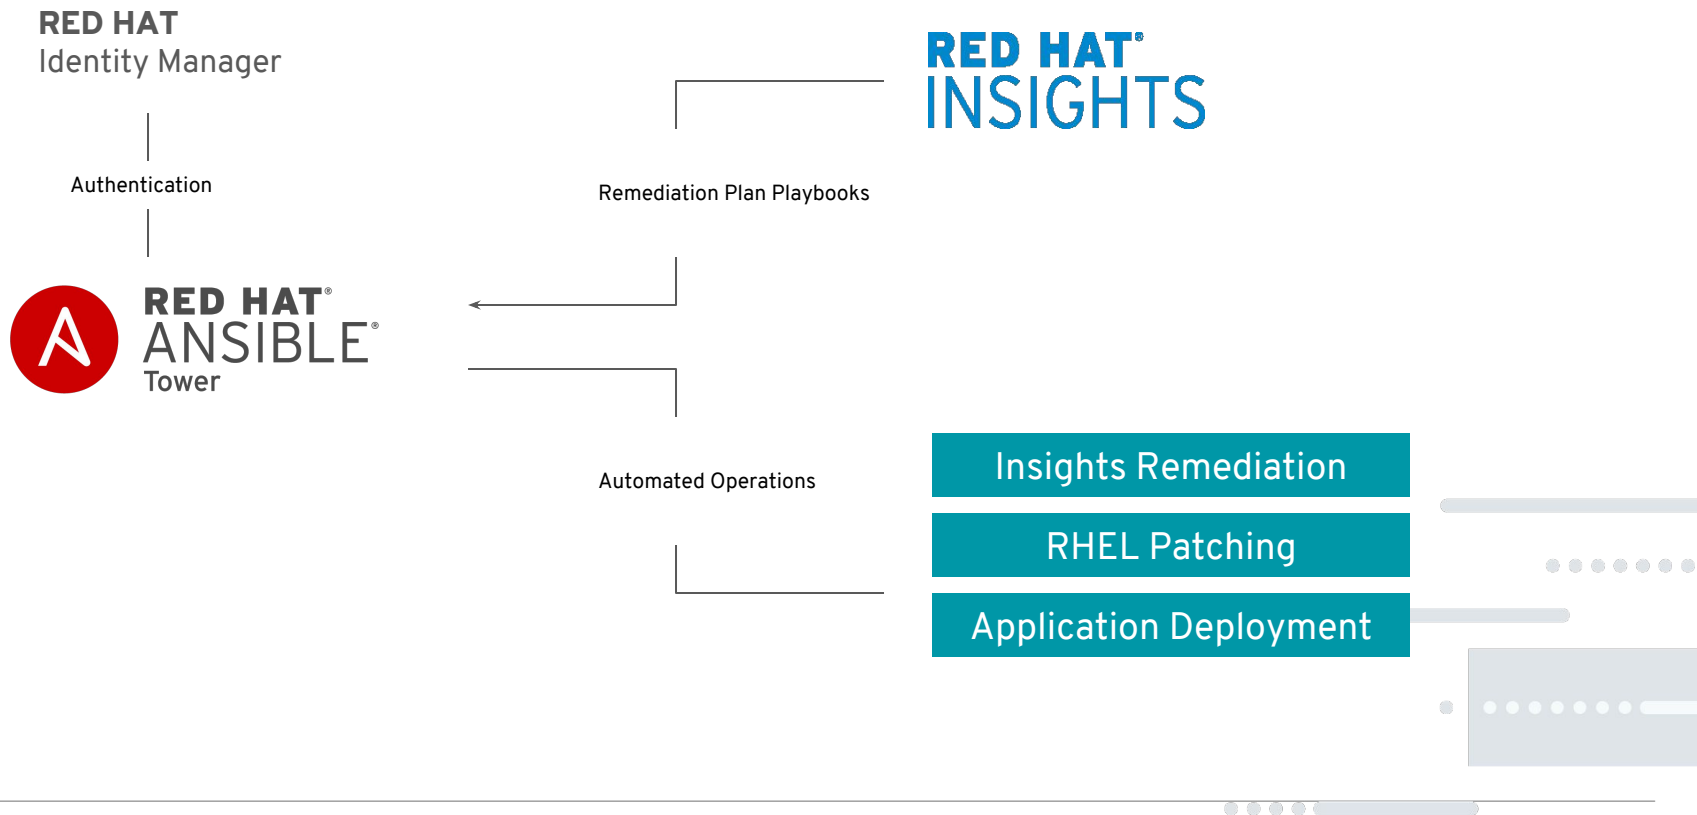 RED HAT
Identity Manager
Authentication
RED HAT®
ANSIBLE®
Tower
RED HAT®
INSIGHTS
Remediation Plan Playbooks
Automated Operations
Insights Remediation
RHEL Patching
Application Deployment